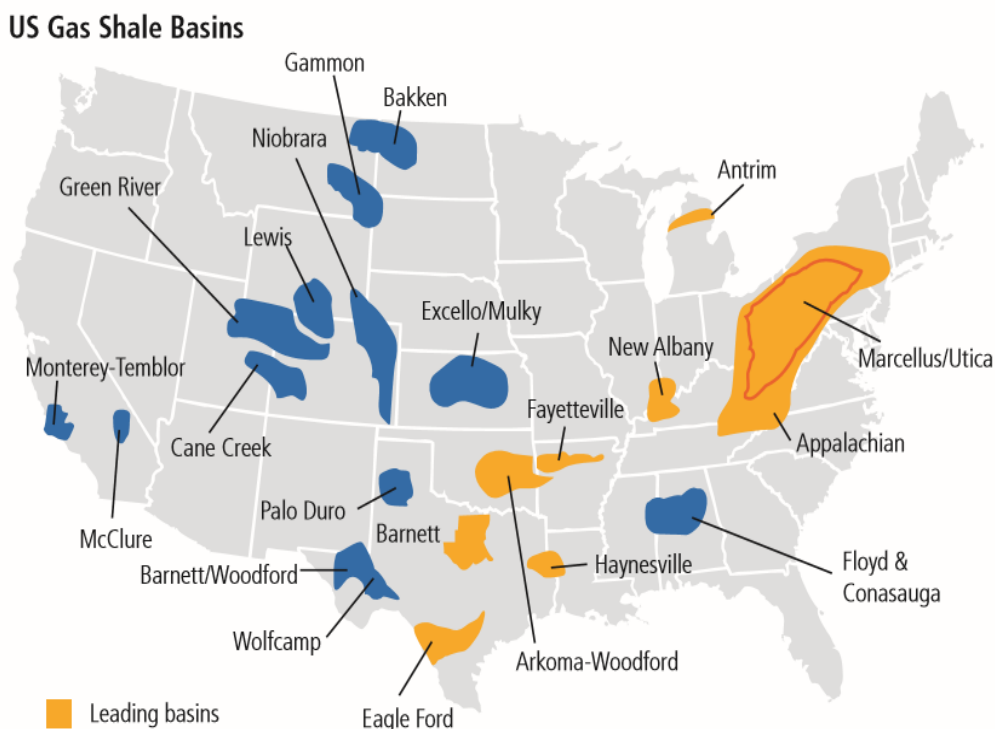 US Gas Shale Basins
Gammon
Bakken
Niobrara
Antrim
Green River
Lewis
Excello/Mulky
New Albany
Marcellus/Utica
Monterey-Temblor
Fayetteville
Cane Creek
Appalachian
Palo Duro
Barnett
McClure
Haynesville
Floyd &
Conasauga
Barnett/Woodford
Wolfcamp
Arkoma-Woodford
Leading basins
Eagle Ford